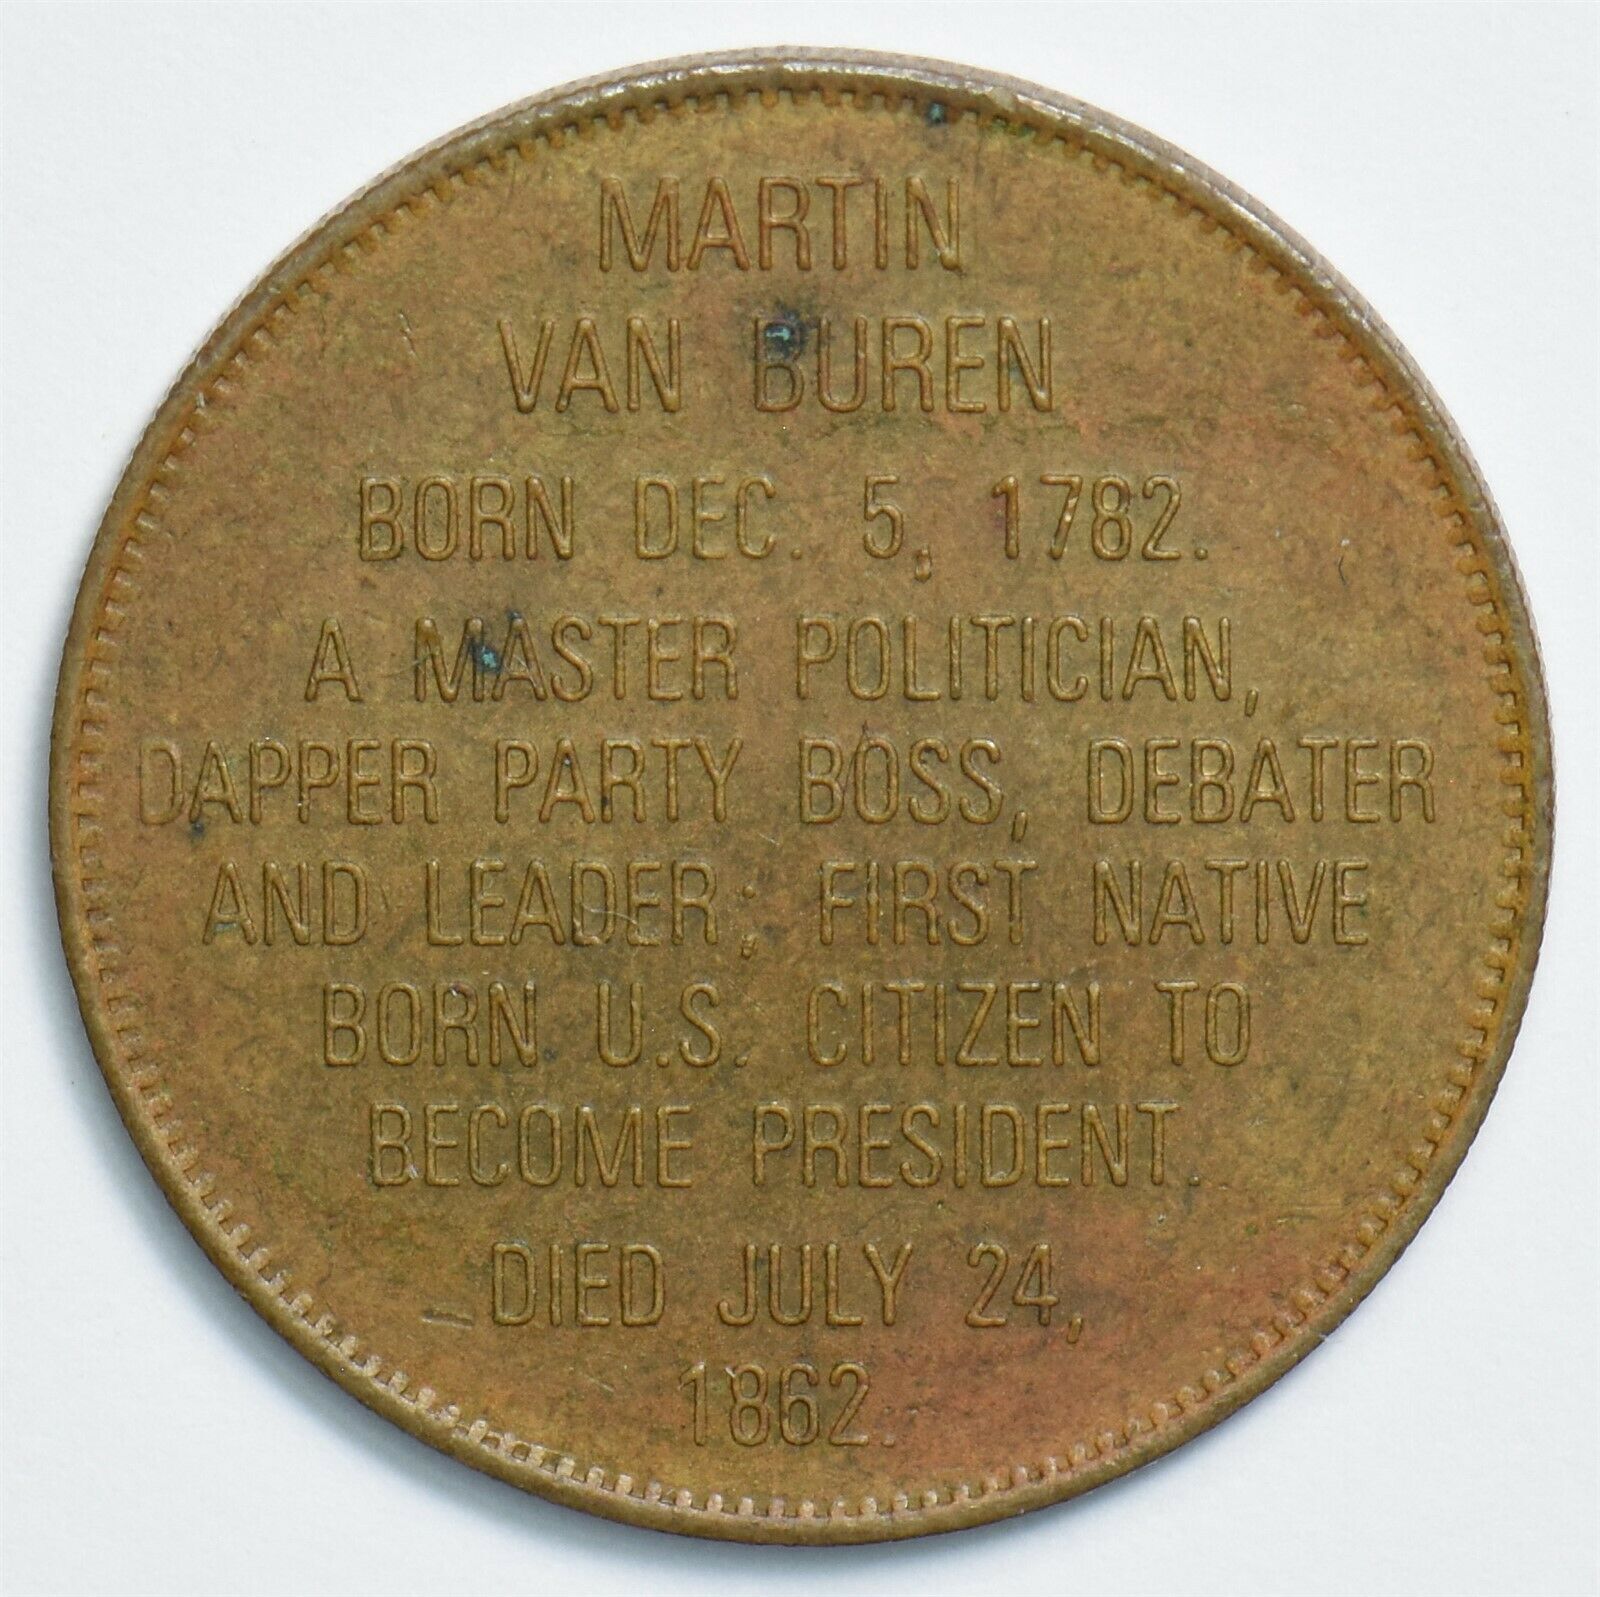 MARTIN
VAN BUREN
BORN DEC. 5, 1782.
A MASTER POLITICIAN,
DAPPER PARTY BOSS, DEBATER
AND LEADER; FIRST NATIVE
BORN U.S. CITIZEN TO
BECOME PRESIDENT.
DIED JULY 24,
1862.